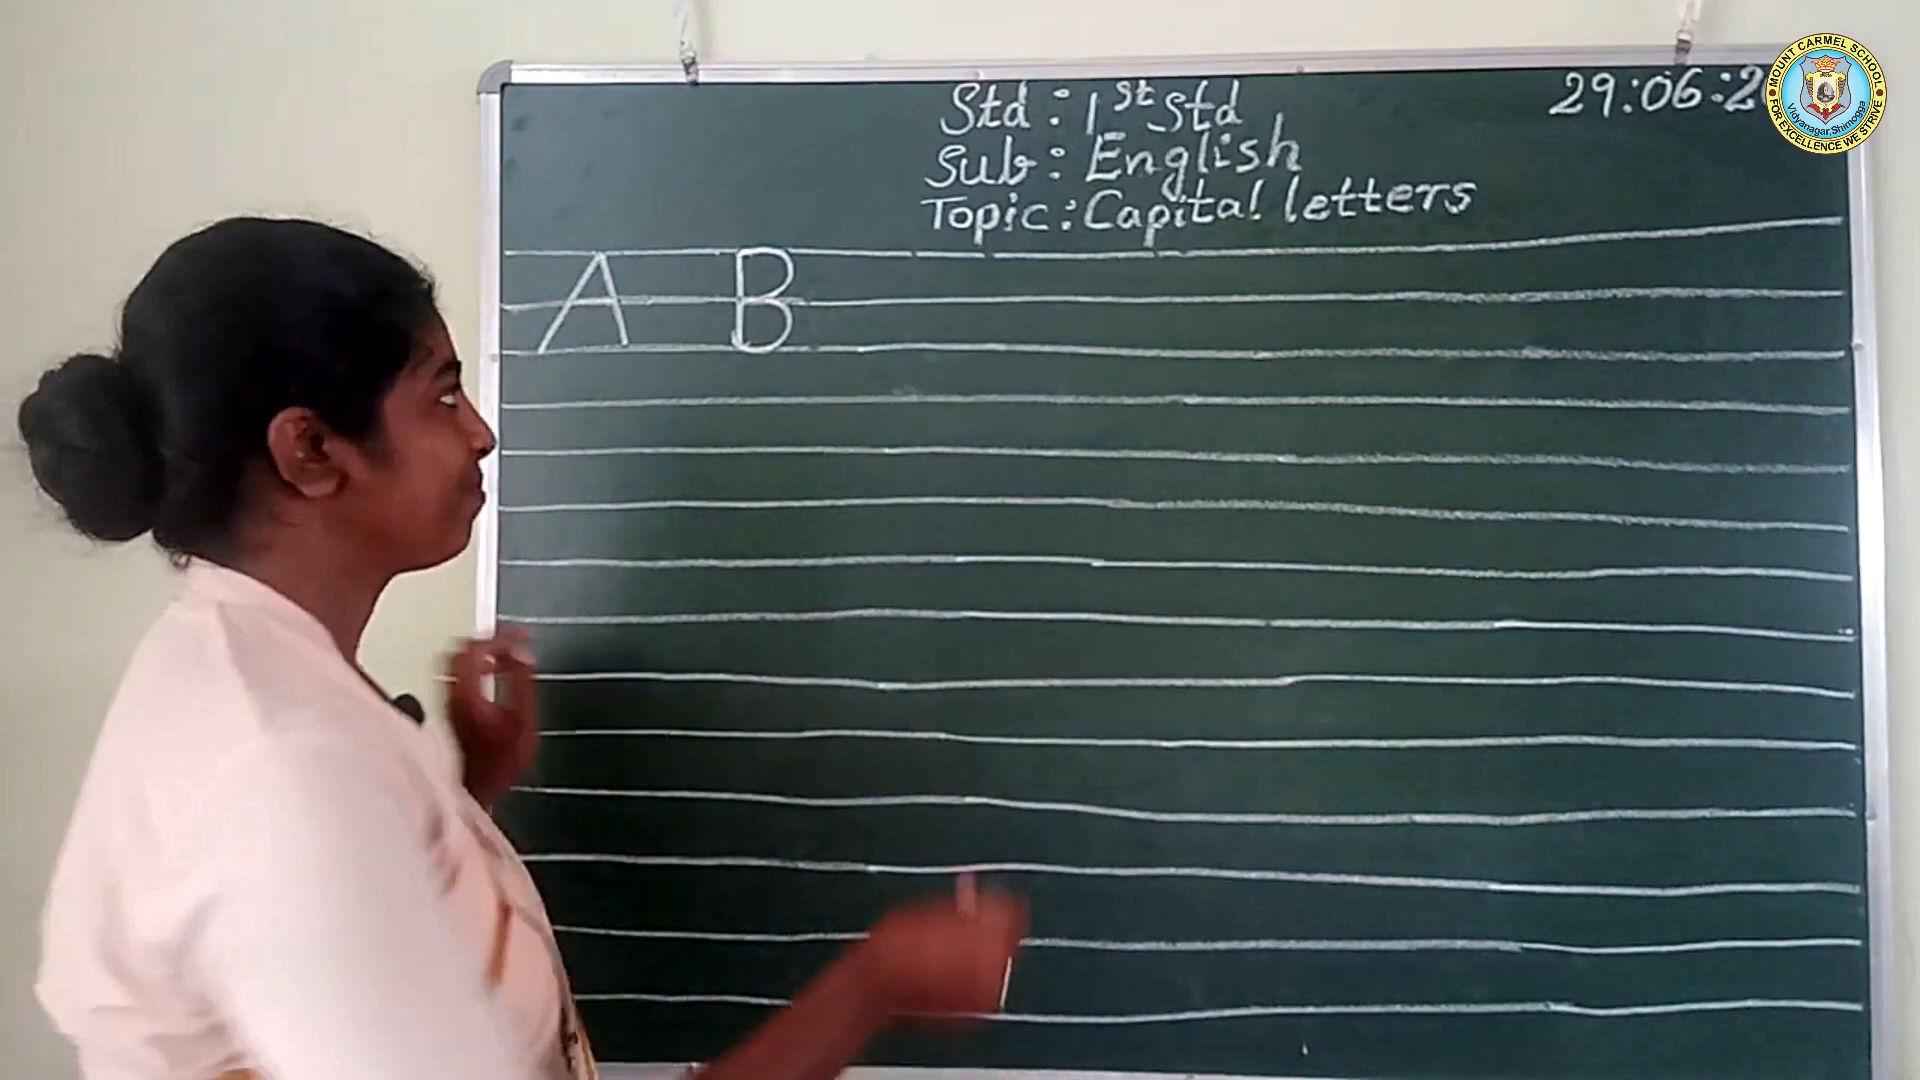 Std : 1st Std
29:06:2
Sub : English
Topic : Capital letters
A B
MOUNT CARMEL SCHOOL
Vidyanagar, Shimogga
FOR EXCELLENCE WE STRIVE